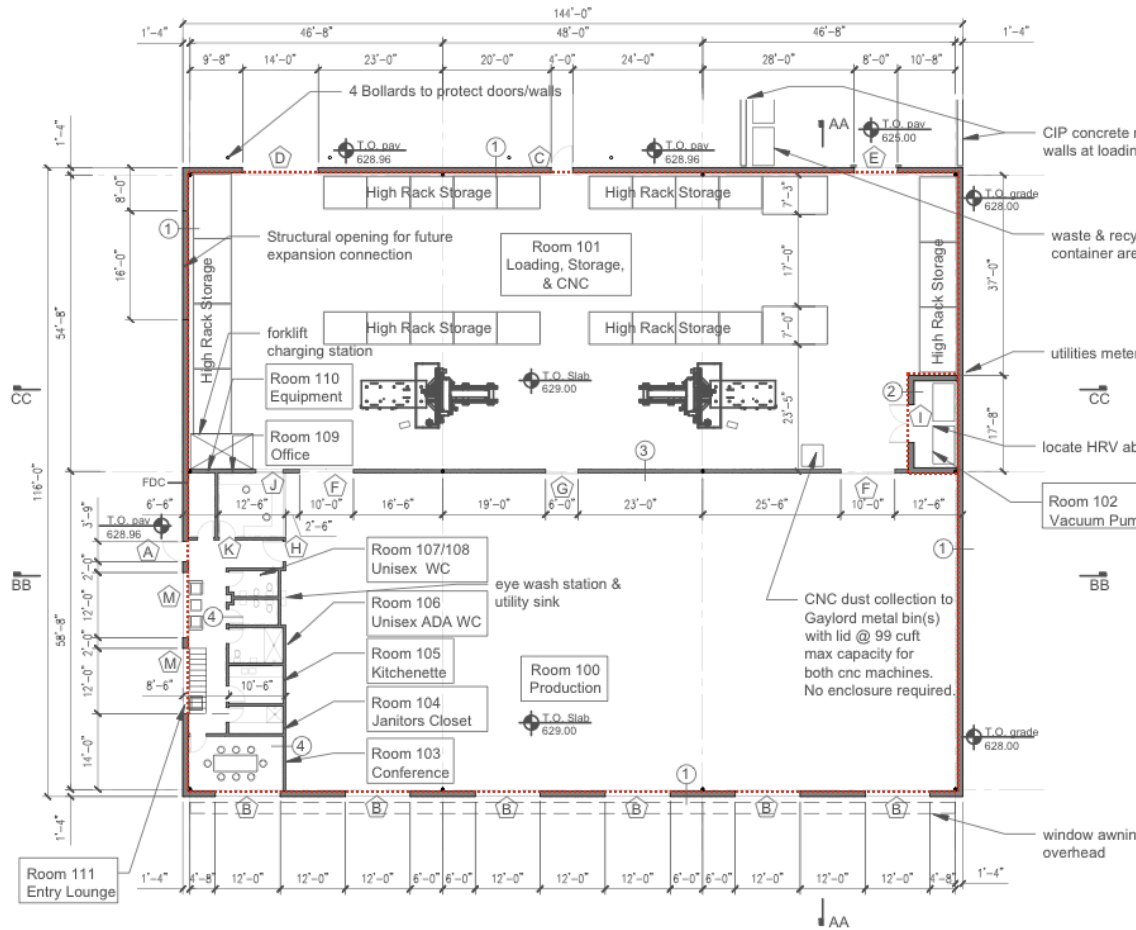 144'-0"
1'-4"
46'-8"
48'-0"
46'-8"
1'-4"
9'-8"
14'-0"
23'-0"
20'-0"
4'-0"
24'-0"
28'-0"
8'-0"
10'-8"
4 Bollards to protect doors/walls
AA
T.O. pav
625.00
CIP concrete r
walls at loadin
1'-4"
T.O. pav
628.96
T.O. pav
628.96
D
1
C
E
8'-0"
High Rack Storage
High Rack Storage
7'-3"
T.O. grade
628.00
1
Structural opening for future
expansion connection
Room 101
Loading, Storage,
& CNC
waste & recy
container are
16'-0"
17'-0"
37'-0"
High Rack Storage
High Rack Storage
54'-8"
High Rack Storage
High Rack Storage
7'-0"
forklift
charging station
utilities meter
CC
Room 110
Equipment
T.O. Slab
629.00
2
CC
I
23'-5"
17'-8"
Room 109
Office
locate HRV ab
3
116'-0"
FDC
J
F
G
F
Room 102
Vacuum Pum
6'-6"
12'-6"
10'-0"
16'-6"
19'-0"
6'-0"
23'-0"
25'-6"
10'-0"
12'-6"
3'-9"
T.O. pav
628.96
2'-6"
A
K
H
1
Room 107/108
Unisex WC
BB
2'-0"
eye wash station &
utility sink
BB
M
12'-0"
4
Room 106
Unisex ADA WC
CNC dust collection to
Gaylord metal bin(s)
with lid @ 99 cuft
max capacity for
both cnc machines.
No enclosure required.
58'-8"
2'-0"
M
Room 105
Kitchenette
Room 100
Production
12'-0"
8'-6"
10'-6"
Room 104
Janitors Closet
T.O. Slab
629.00
T.O. grade
628.00
14'-0"
4
Room 103
Conference
1
B
B
B
B
B
B
1'-4"
window awnin
overhead
Room 111
Entry Lounge
1'-4"
4'-8"
12'-0"
12'-0"
12'-0"
6'-0"
6'-0"
12'-0"
12'-0"
12'-0"
6'-0"
6'-0"
12'-0"
12'-0"
12'-0"
4'-8"
1'-4"
AA